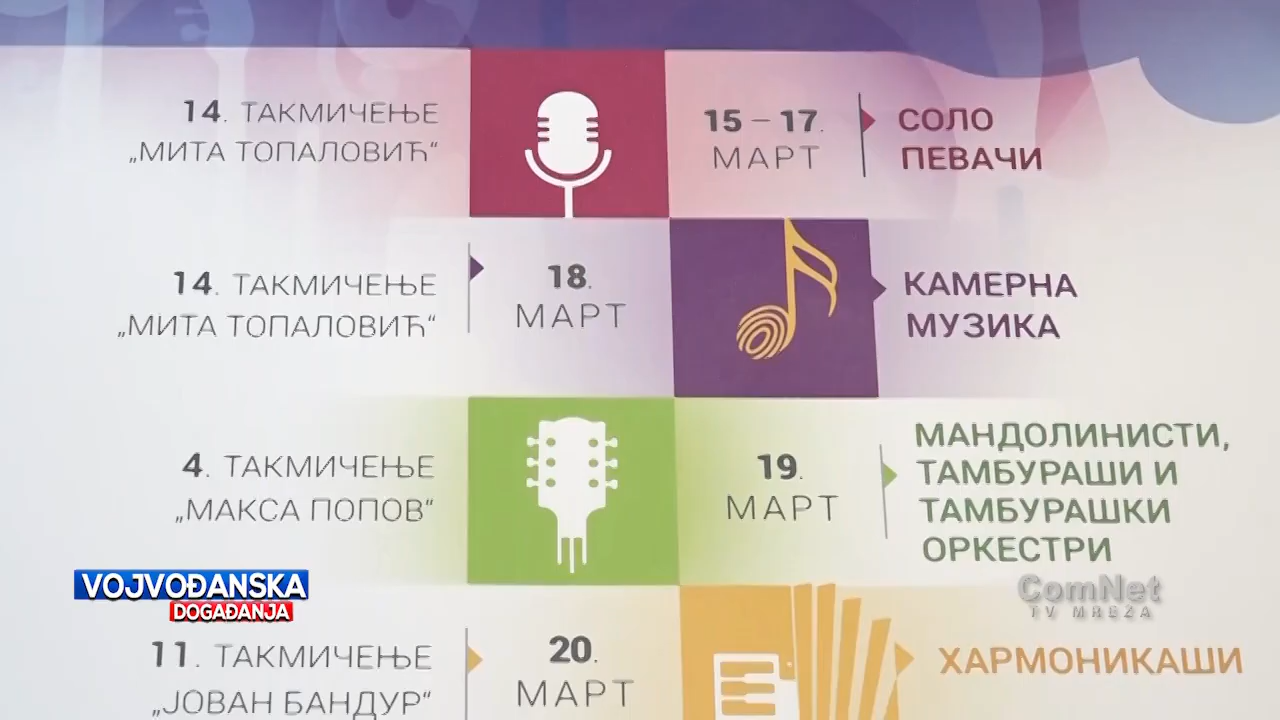 14. ТАКМИЧЕЊЕ
„МИТА ТОПАЛОВИЋ“
15 – 17.
МАРТ
СОЛО
ПЕВАЧИ
14. ТАКМИЧЕЊЕ
„МИТА ТОПАЛОВИЋ“
18.
МАРТ
КАМЕРНА
МУЗИКА
4. ТАКМИЧЕЊЕ
„МАКСА ПОПОВ“
19.
МАРТ
МАНДОЛИНИСТИ,
ТАМБУРАШИ И
ТАМБУРАШКИ
ОРКЕСТРИ
11. ТАКМИЧЕЊЕ
„ЈОВАН БАНДУР“
20.
МАРТ
ХАРМОНИКАШИ
VOJVOĐANSKA
DOGAĐANJA
ComNet
TV MREŽA